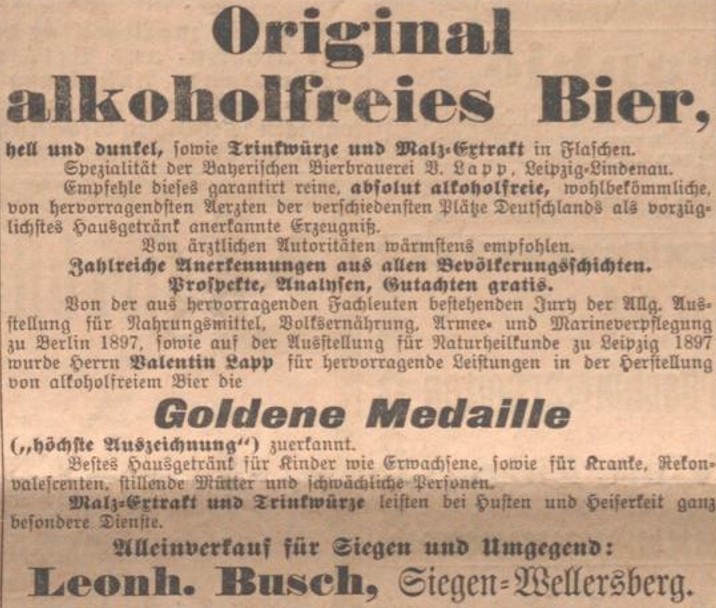 Original
alkoholfreies Bier,
hell und dunkel, sowie Trinkwürze und Malz-Extrakt in Flaschen.
Spezialität der Bayerischen Bierbrauerei V. Lapp, Leipzig-Lindenau.
Empfehle dieses garantirt reine, absolut alkoholfreie, wohlbekömmliche,
von hervorragendsten Aerzten der verschiedensten Plätze Deutschlands als vorzüg-
lichstes Hausgetränk anerkannte Erzeugniß.
Von ärztlichen Autoritäten wärmstens empfohlen.
Zahlreiche Anerkennungen aus allen Bevölkerungsschichten.
Prospekte, Analysen, Gutachten gratis.
Von der aus hervorragenden Fachleuten bestehenden Jury der Allg. Aus-
stellung für Nahrungsmittel, Volksernährung, Armee- und Marineverpflegung
zu Berlin 1897, sowie auf der Ausstellung für Naturheilkunde zu Leipzig 1897
wurde Herrn Valentin Lapp für hervorragende Leistungen in der Herstellung
von alkoholfreiem Bier die
Goldene Medaille
(„höchste Auszeichnung“) zuerkannt.
Bestes Hausgetränk für Kinder wie Erwachsene, sowie für Kranke, Rekon-
valescenten, stillende Mütter und schwächliche Personen.
Malz-Extrakt und Trinkwürze leisten bei Husten und Heiserkeit ganz
besondere Dienste.
Alleinverkauf für Siegen und Umgegend:
Leonh. Busch, Siegen-Wellersberg.